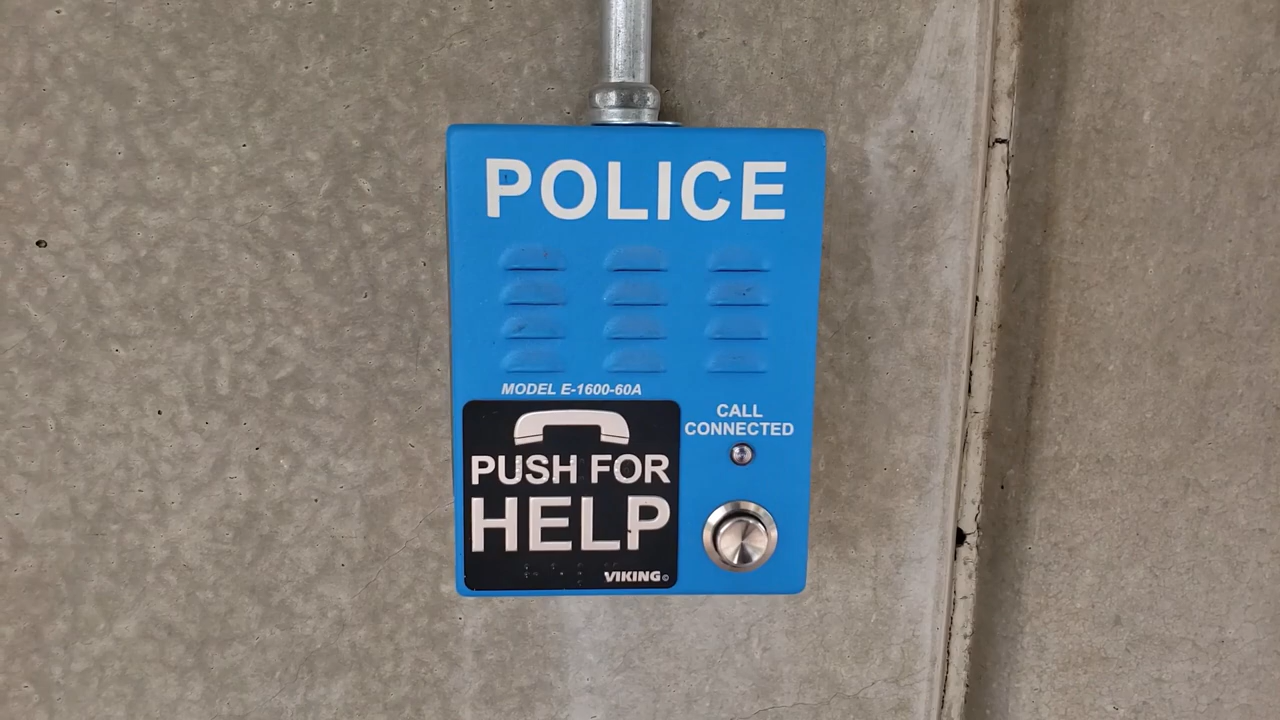 POLICE
MODEL E-1600-60A
CALL
CONNECTED
PUSH FOR
HELP
VIKING©